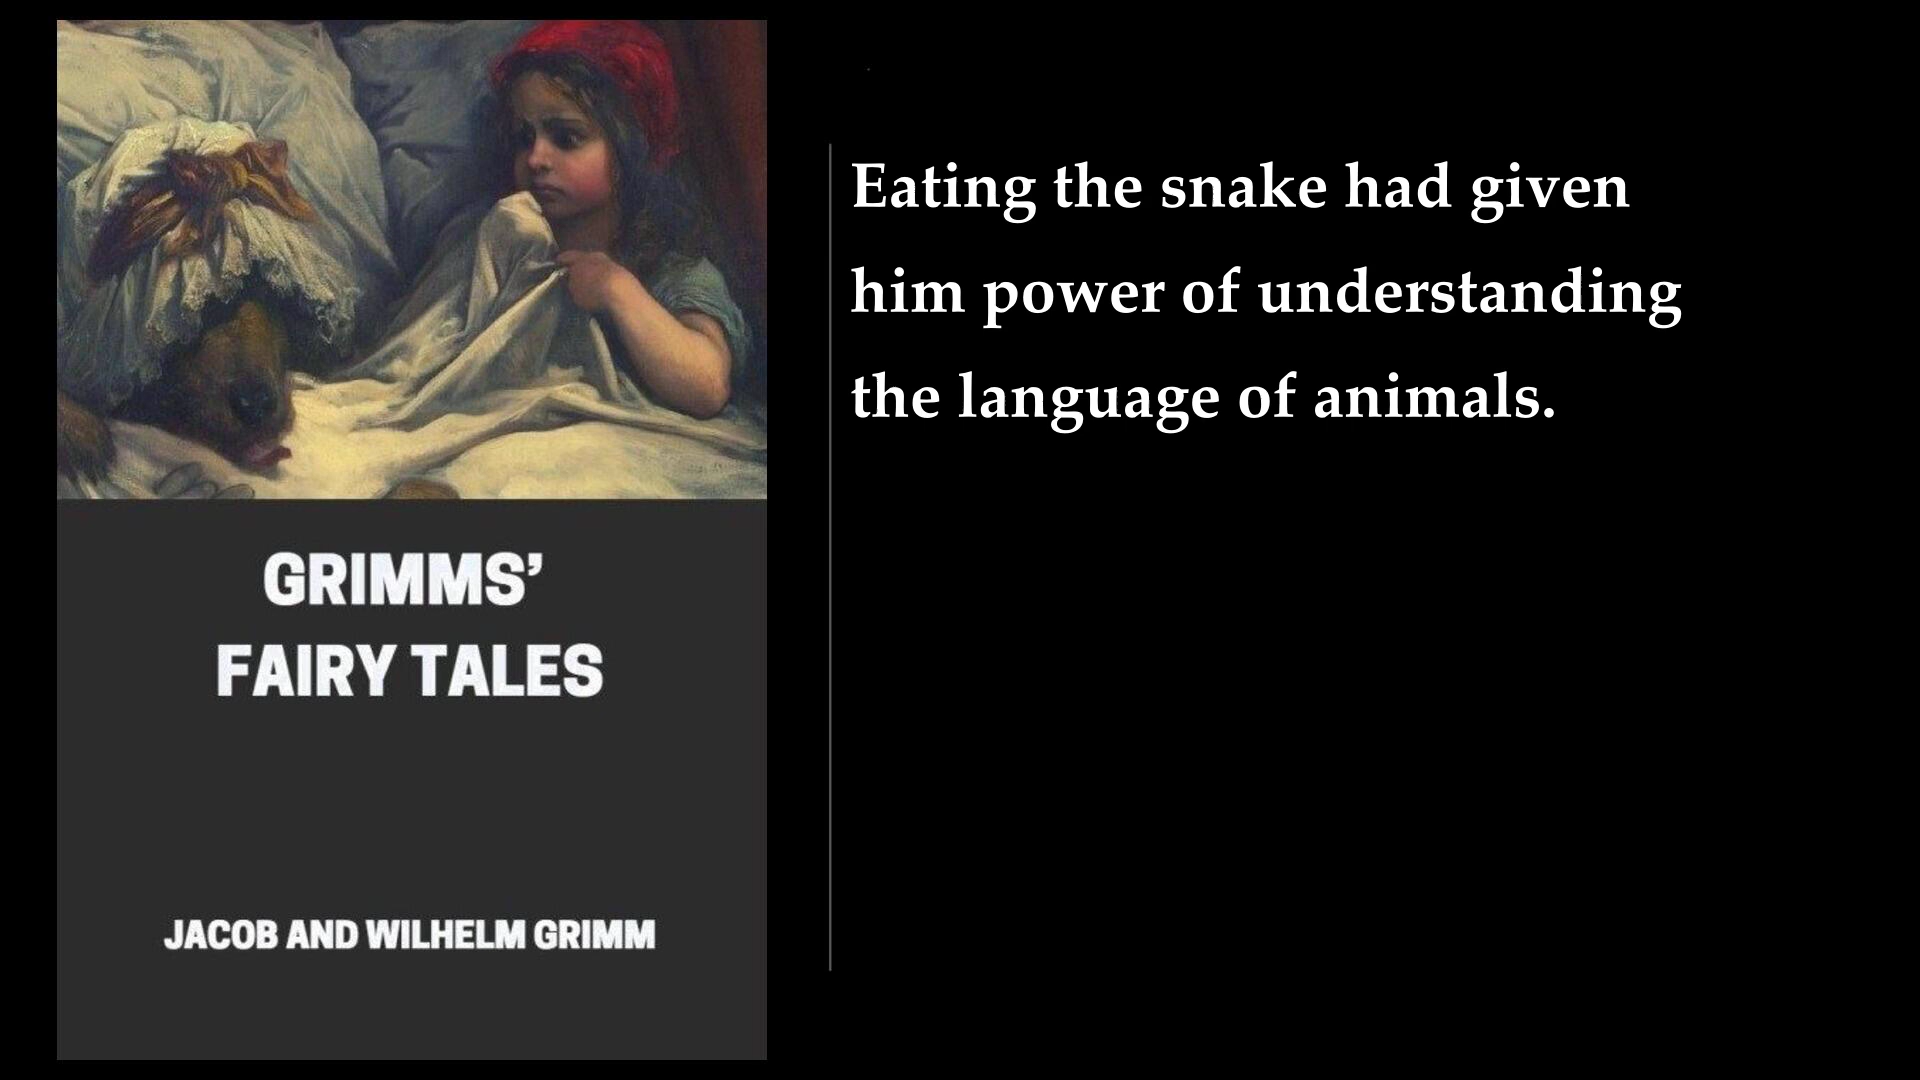 GRIMMS’
FAIRY TALES
JACOB AND WILHELM GRIMM
Eating the snake had given
him power of understanding
the language of animals.